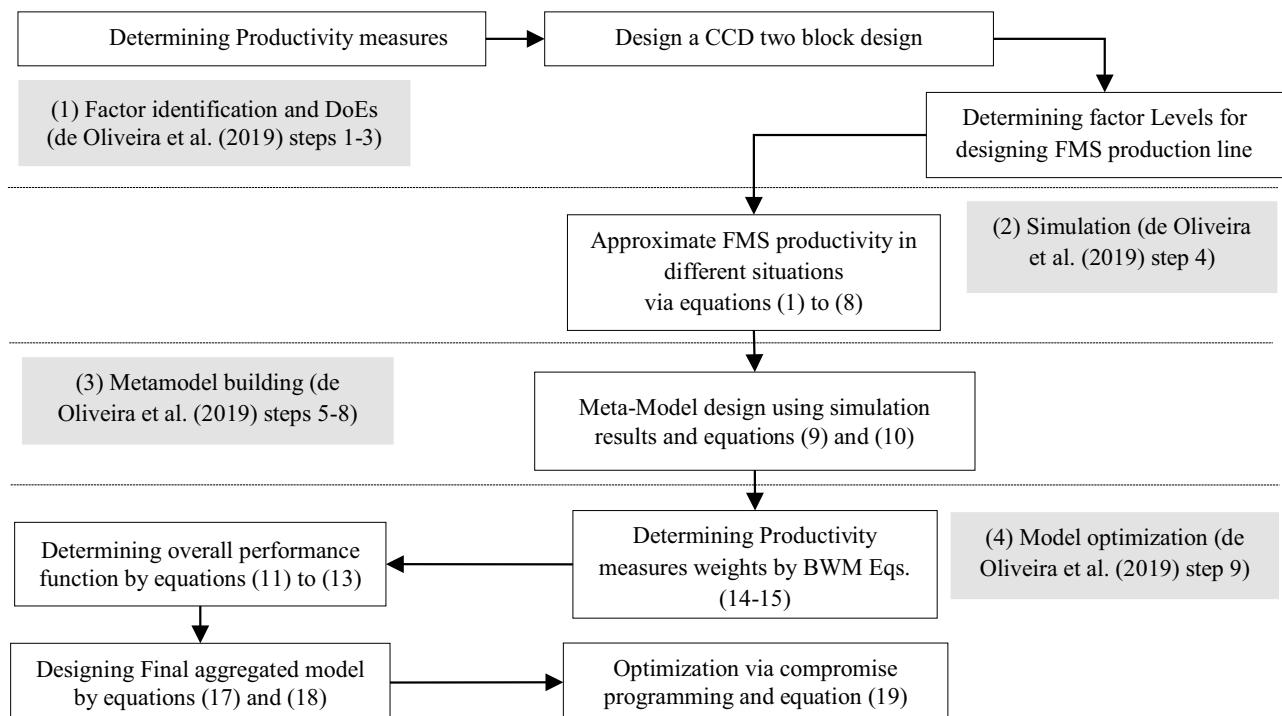 Determining Productivity measures
Design a CCD two block design
(1) Factor identification and DoEs
(de Oliveira et al. (2019) steps 1-3)
Determining factor Levels for
designing FMS production line
Approximate FMS productivity in
different situations
via equations (1) to (8)
(2) Simulation (de Oliveira
et al. (2019) step 4)
(3) Metamodel building (de
Oliveira et al. (2019) steps 5-8)
Meta-Model design using simulation
results and equations (9) and (10)
Determining Productivity
measures weights by BWM Eqs.
(14-15)
(4) Model optimization (de
Oliveira et al. (2019) step 9)
Determining overall performance
function by equations (11) to (13)
Designing Final aggregated model
by equations (17) and (18)
Optimization via compromise
programming and equation (19)